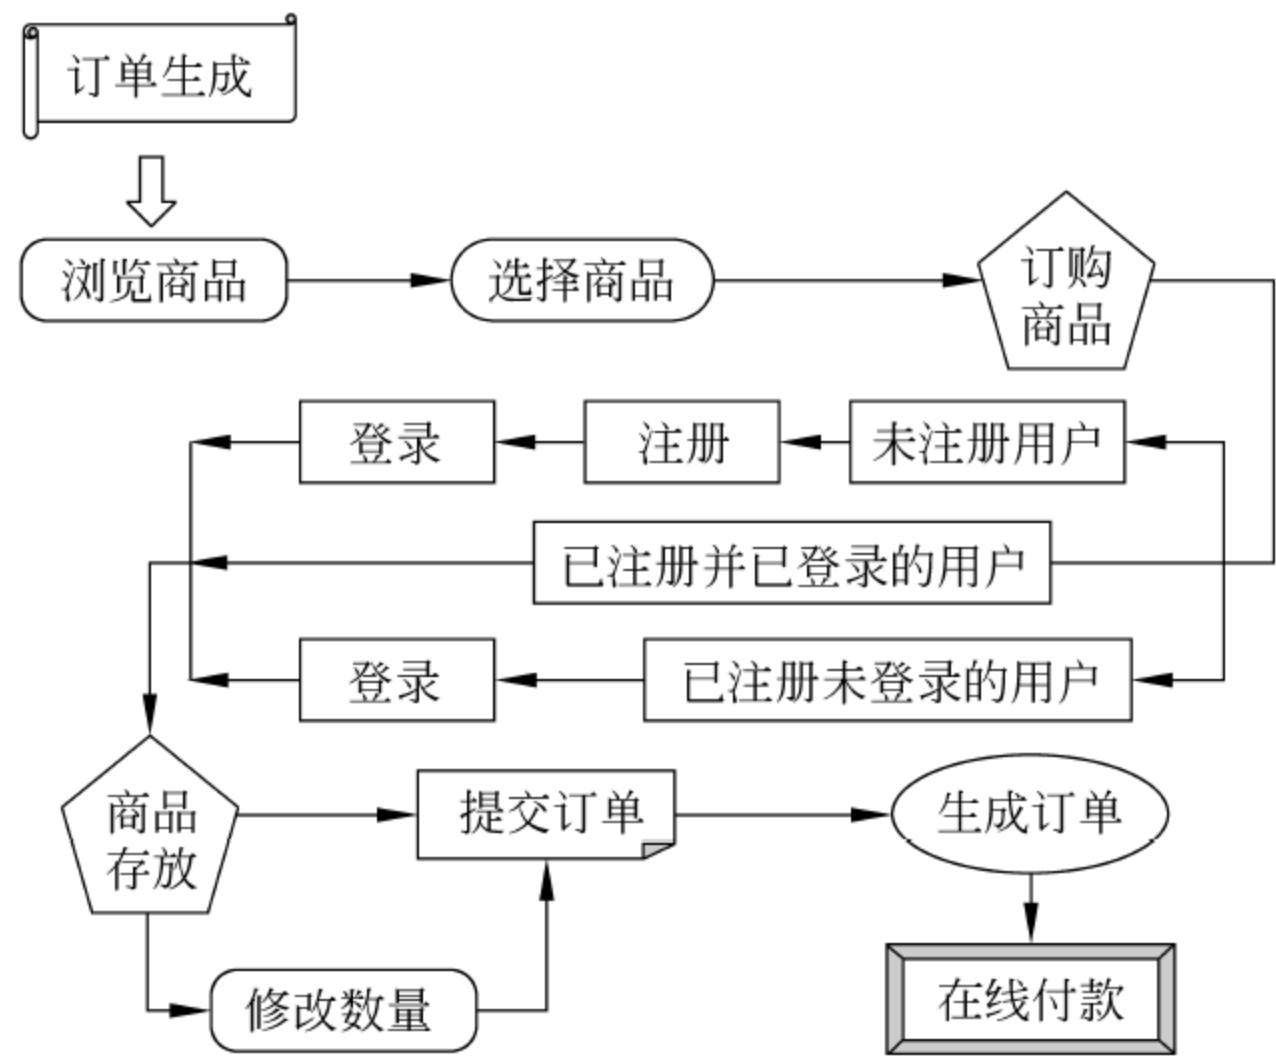 订单生成
浏览商品
选择商品
订购
商品
登录
注册
未注册用户
已注册并已登录的用户
登录
已注册未登录的用户
商品
存放
提交订单
生成订单
修改数量
在线付款